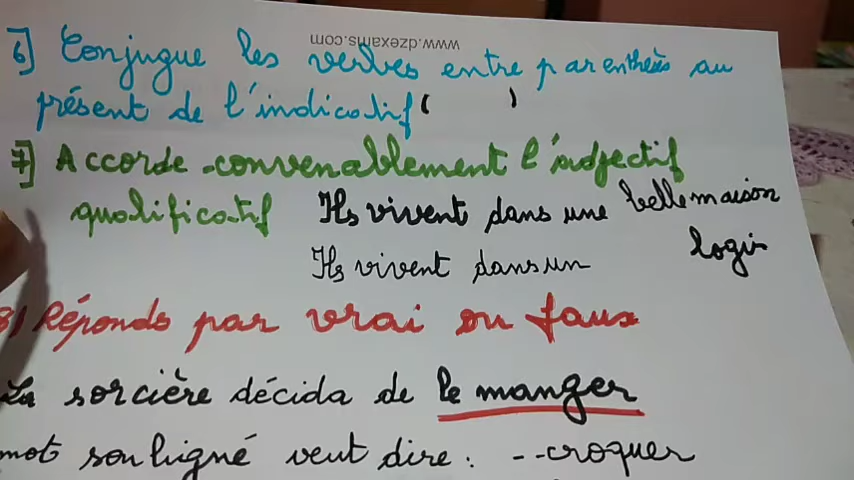 www.dzexams.com
6] Conjugue les verbes entre parenthèses au
présent de l'indicatif ( )
7] Accorde convenablement l'adjectif
qualificatif Ils vivent dans une belle maison
Ils vivent dans un logis
8) Réponds par vrai ou faux
La sorcière décida de le manger
mot souligné veut dire : --croquer